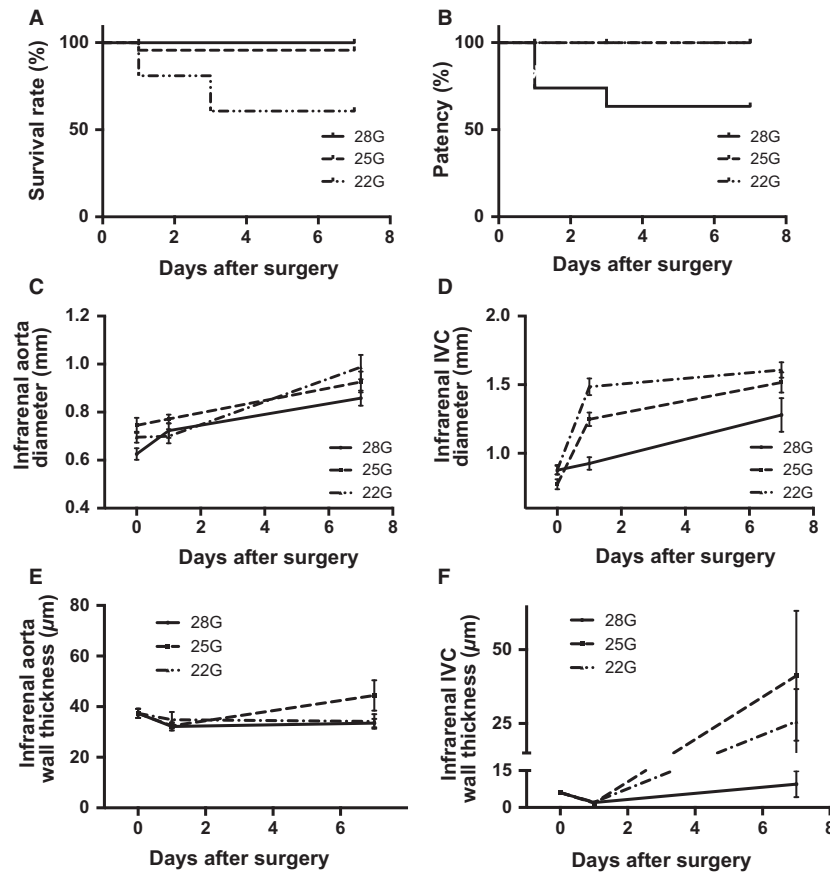 A
Survival rate (%)
100
50
0
0 2 4 6 8
28G
25G
22G
Days after surgery
B
Patency (%)
100
50
0
0 2 4 6 8
28G
25G
22G
Days after surgery
C
Infrarenal aorta
diameter (mm)
1.2
1.0
0.8
0.6
0.4
0 2 4 6 8
28G
25G
22G
Days after surgery
D
Infrarenal IVC
diameter (mm)
2.0
1.5
1.0
0 2 4 6 8
28G
25G
22G
Days after surgery
E
Infrarenal aorta
wall thickness (µm)
80
60
40
20
0
0 2 4 6
28G
25G
22G
Days after surgery
F
Infrarenal IVC
wall thickness (µm)
50
25
15
0
0 2 4 6 8
28G
25G
22G
Days after surgery